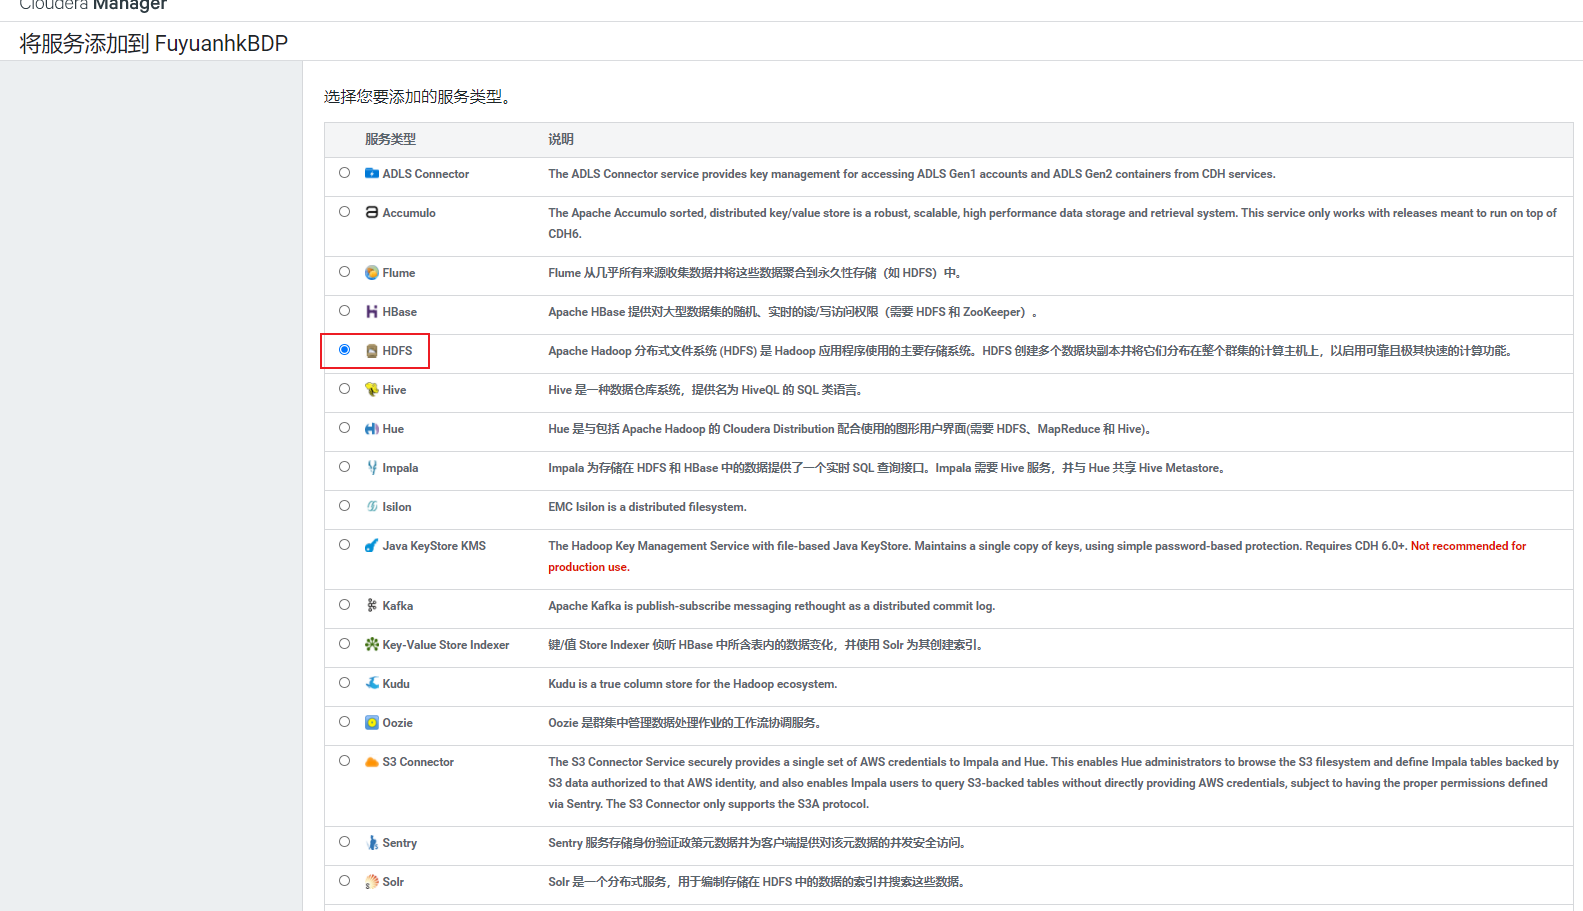 Cloudera Manager
将服务添加到 FuyuanhkBDP
选择您要添加的服务类型。
服务类型 说明
ADLS Connector The ADLS Connector service provides key management for accessing ADLS Gen1 accounts and ADLS Gen2 containers from CDH services.
Accumulo The Apache Accumulo sorted, distributed key/value store is a robust, scalable, high performance data storage and retrieval system. This service only works with releases meant to run on top of
CDH6.
Flume Flume 从几乎所有来源收集数据并将这些数据聚合到永久性存储（如 HDFS）中。
HBase Apache HBase 提供对大型数据集的随机、实时的读/写访问权限（需要 HDFS 和 ZooKeeper）。
HDFS Apache Hadoop 分布式文件系统 (HDFS) 是 Hadoop 应用程序使用的主要存储系统。HDFS 创建多个数据块副本并将它们分布在整个群集的计算主机上，以启用可靠且极其快速的计算功能。
Hive Hive 是一种数据仓库系统，提供名为 HiveQL 的 SQL 类语言。
Hue Hue 是与包括 Apache Hadoop 的 Cloudera Distribution 配合使用的图形用户界面(需要 HDFS、MapReduce 和 Hive)。
Impala Impala 为存储在 HDFS 和 HBase 中的数据提供了一个实时 SQL 查询接口。Impala 需要 Hive 服务，并与 Hue 共享 Hive Metastore。
Isilon EMC Isilon is a distributed filesystem.
Java KeyStore KMS The Hadoop Key Management Service with file-based Java KeyStore. Maintains a single copy of keys, using simple password-based protection. Requires CDH 6.0+. Not recommended for
production use.
Kafka Apache Kafka is publish-subscribe messaging rethought as a distributed commit log.
Key-Value Store Indexer 键/值 Store Indexer 侦听 HBase 中所含表内的数据变化，并使用 Solr 为其创建索引。
Kudu Kudu is a true column store for the Hadoop ecosystem.
Oozie Oozie 是群集中管理数据处理作业的工作流协调服务。
S3 Connector The S3 Connector Service securely provides a single set of AWS credentials to Impala and Hue. This enables Hue administrators to browse the S3 filesystem and define Impala tables backed by
S3 data authorized to that AWS identity, and also enables Impala users to query S3-backed tables without directly providing AWS credentials, subject to having the proper permissions defined
via Sentry. The S3 Connector only supports the S3A protocol.
Sentry Sentry 服务存储身份验证政策元数据并为客户端提供对该元数据的并发安全访问。
Solr Solr 是一个分布式服务，用于编制存储在 HDFS 中的数据的索引并搜索这些数据。